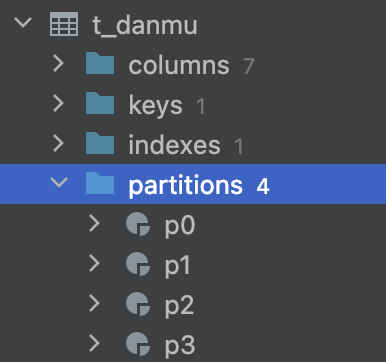 t_danmu
columns 7
keys 1
indexes 1
partitions 4
p0
p1
p2
p3